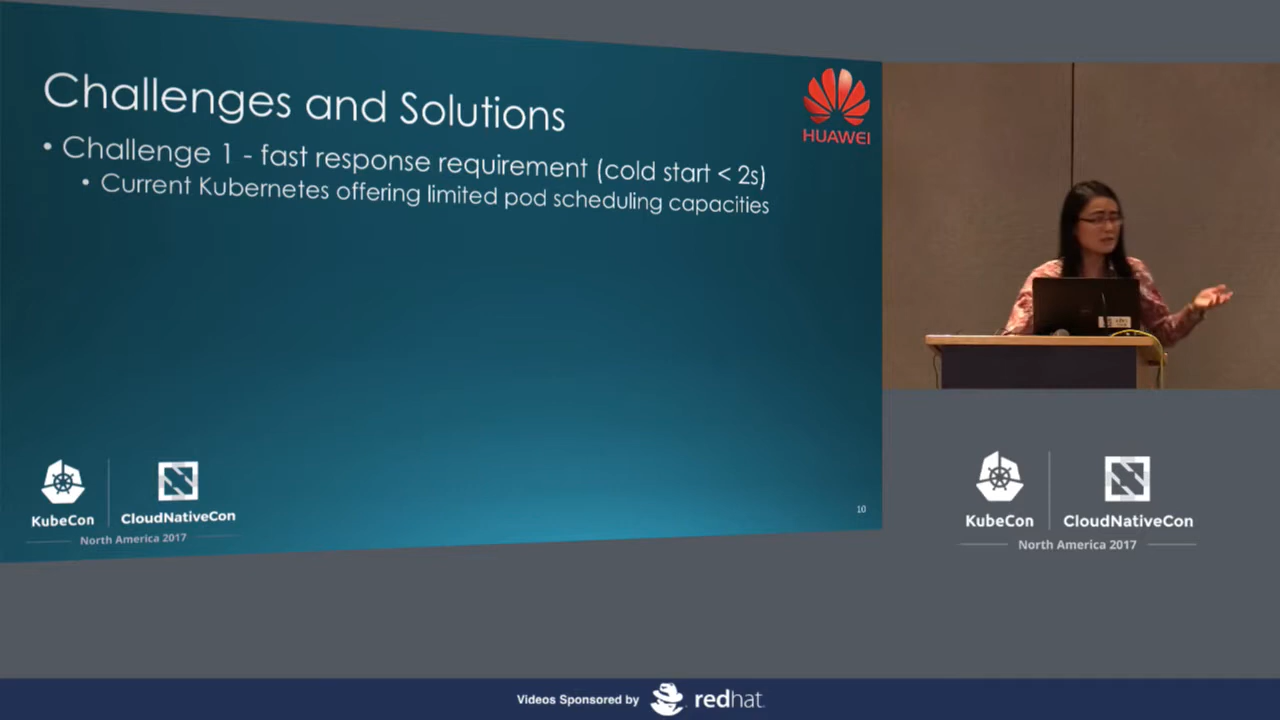 Challenges and Solutions
HUAWEI
• Challenge 1 - fast response requirement (cold start < 2s)
• Current Kubernetes offering limited pod scheduling capacities
KubeCon
CloudNativeCon
North America 2017
10
KubeCon
CloudNativeCon
North America 2017
Videos Sponsored by redhat.